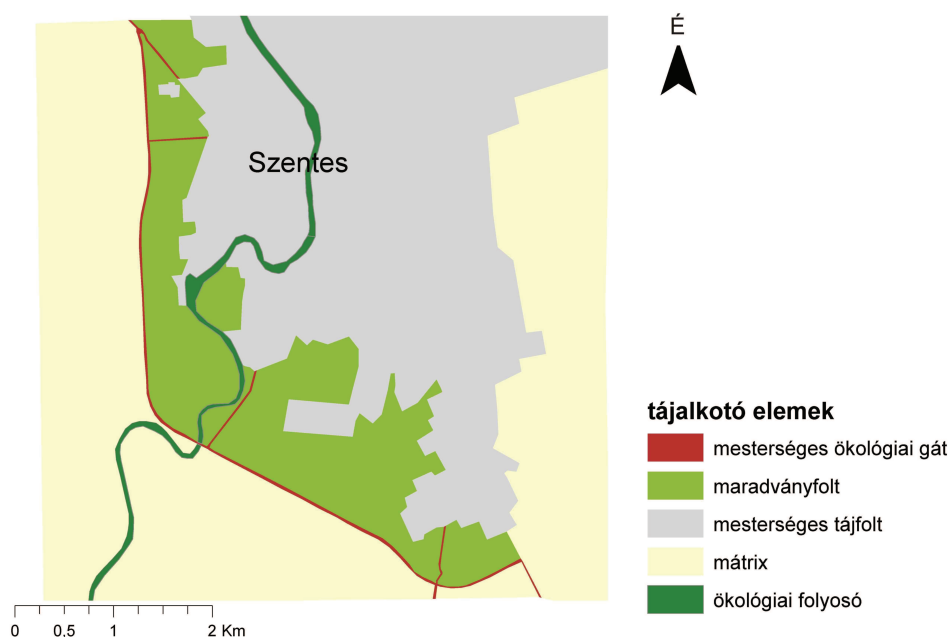 É
Szentes
tájalkotó elemek
mesterséges ökológiai gát
maradványfolt
mesterséges tájfolt
mátrix
ökológiai folyosó
0 0.5 1 2 Km